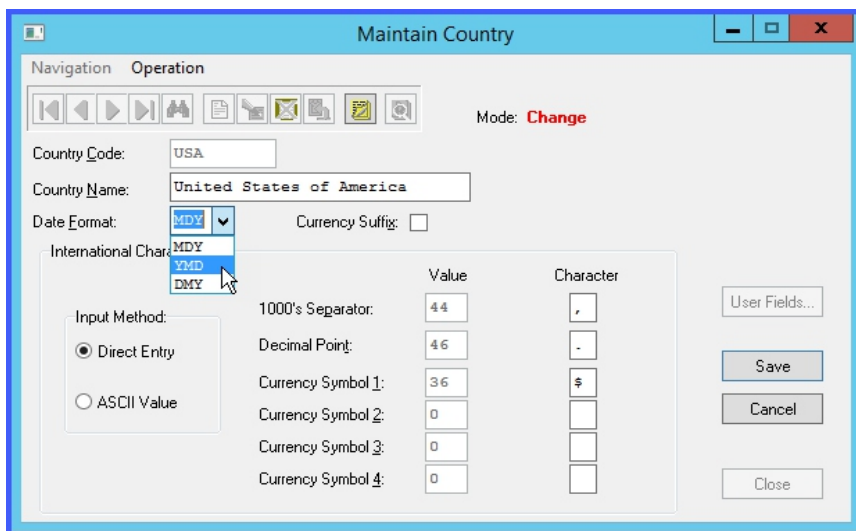 Maintain Country
Navigation Operation
Mode: Change
Country Code: USA
Country Name: United States of America
Date Format: MDY Currency Suffix:
MDY
YMD
DMY
International Chara
Value Character
Input Method:
Direct Entry
ASCII Value
1000's Separator: 44 ,
Decimal Point: 46 .
Currency Symbol 1: 36 $
Currency Symbol 2: 0
Currency Symbol 3: 0
Currency Symbol 4: 0
User Fields...
Save
Cancel
Close